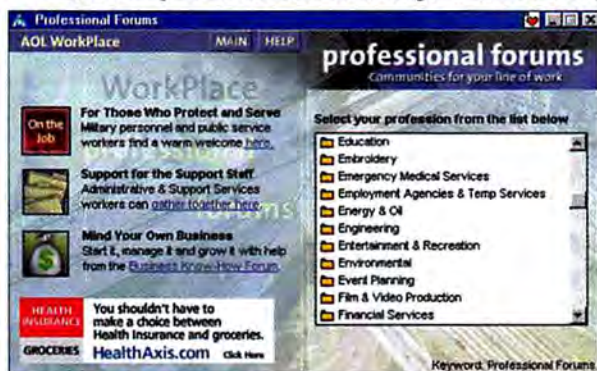 Professional Forums
AOL WorkPlace
MAIN
HELP
WorkPlace
professional
forums
On the
Job
For Those Who Protect and Serve
Military personnel and public service
workers find a warm welcome here.
Support for the Support Staff
Administrative & Support Services
workers can gather together here.
Mind Your Own Business
Start it, manage it and grow it with help
from the Business Know-How Forum.
HEALTH
INSURANCE
GROCERIES
You shouldn't have to
make a choice between
Health Insurance and groceries.
HealthAxis.com Click Here
professional forums
Communities for your line of work
Select your profession from the list below
Education
Embroidery
Emergency Medical Services
Employment Agencies & Temp Services
Energy & Oil
Engineering
Entertainment & Recreation
Environmental
Event Planning
Film & Video Production
Financial Services
Keyword: Professional Forums